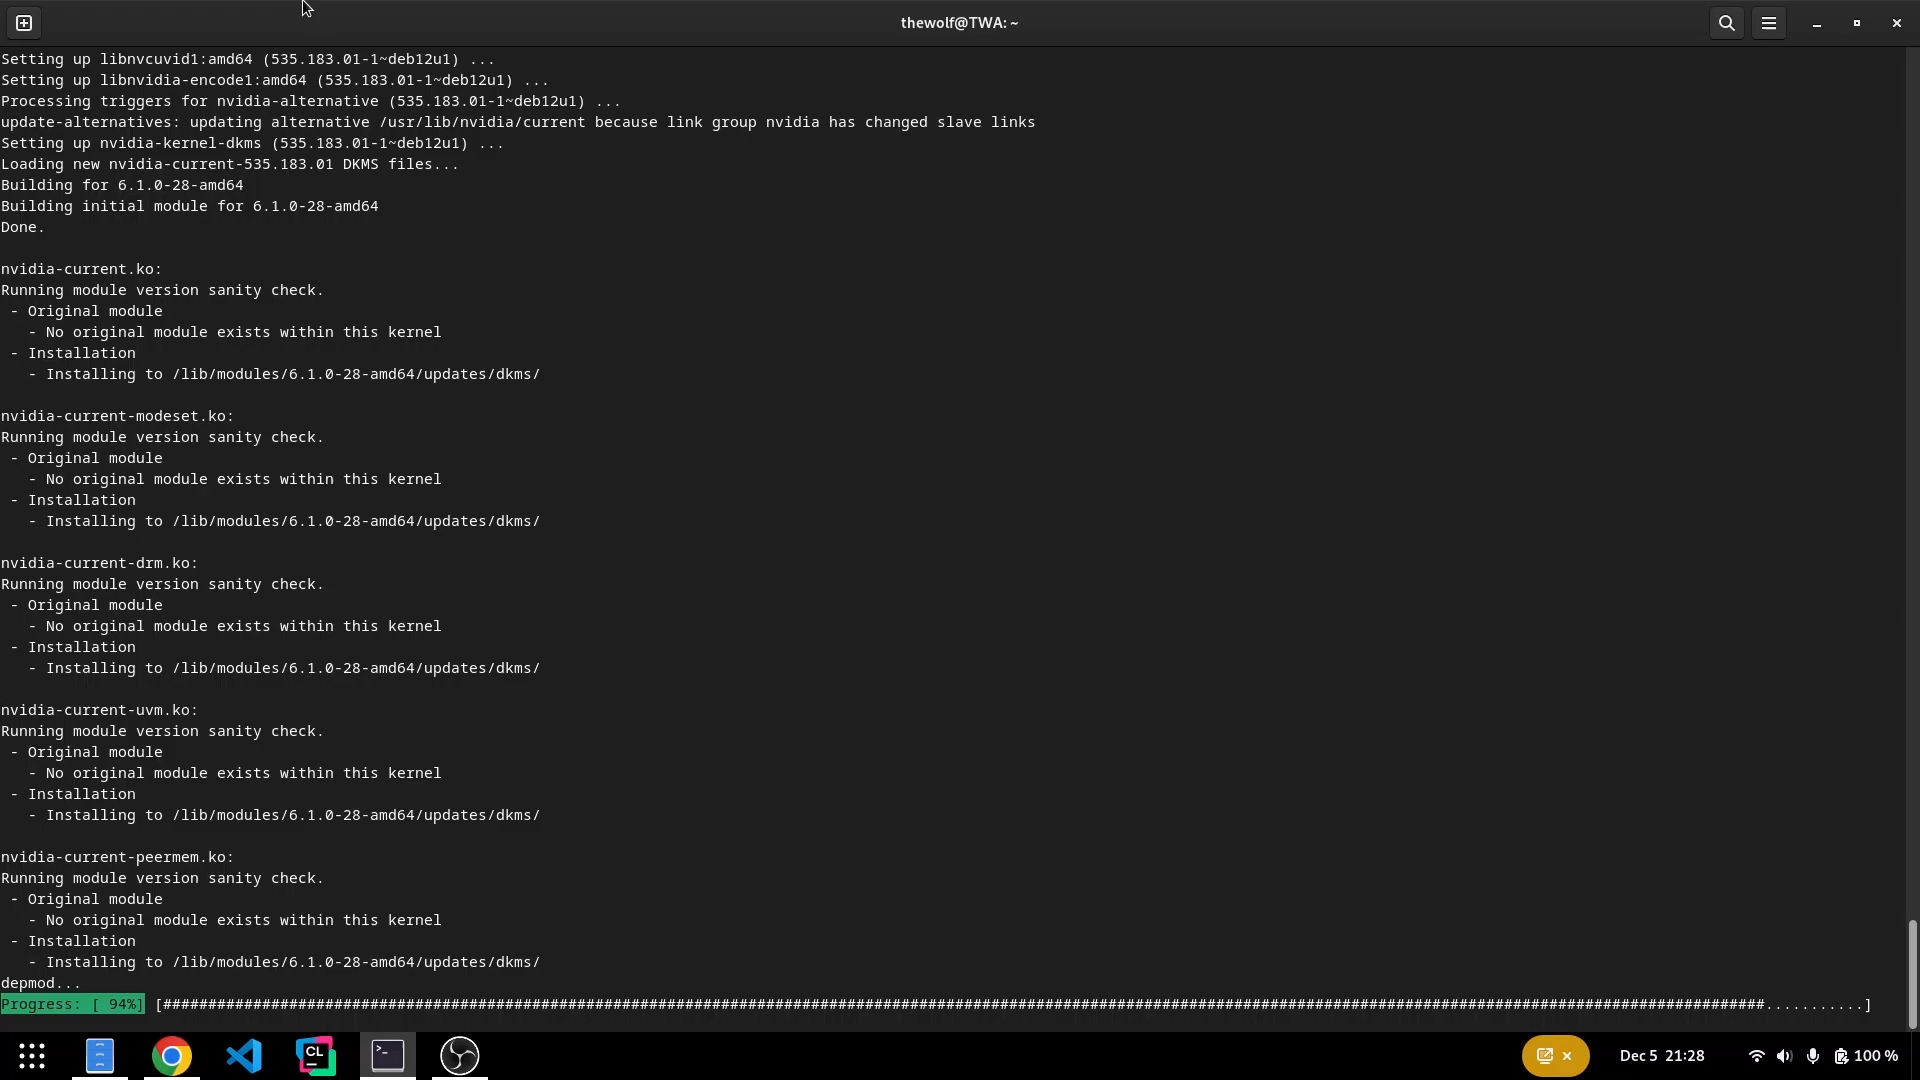 thewolf@TWA: ~
Setting up libnvcuvid1:amd64 (535.183.01-1~deb12u1) ...
Setting up libnvidia-encode1:amd64 (535.183.01-1~deb12u1) ...
Processing triggers for nvidia-alternative (535.183.01-1~deb12u1) ...
update-alternatives: updating alternative /usr/lib/nvidia/current because link group nvidia has changed slave links
Setting up nvidia-kernel-dkms (535.183.01-1~deb12u1) ...
Loading new nvidia-current-535.183.01 DKMS files...
Building for 6.1.0-28-amd64
Building initial module for 6.1.0-28-amd64
Done.
nvidia-current.ko:
Running module version sanity check.
- Original module
- No original module exists within this kernel
- Installation
- Installing to /lib/modules/6.1.0-28-amd64/updates/dkms/
nvidia-current-modeset.ko:
Running module version sanity check.
- Original module
- No original module exists within this kernel
- Installation
- Installing to /lib/modules/6.1.0-28-amd64/updates/dkms/
nvidia-current-drm.ko:
Running module version sanity check.
- Original module
- No original module exists within this kernel
- Installation
- Installing to /lib/modules/6.1.0-28-amd64/updates/dkms/
nvidia-current-uvm.ko:
Running module version sanity check.
- Original module
- No original module exists within this kernel
- Installation
- Installing to /lib/modules/6.1.0-28-amd64/updates/dkms/
nvidia-current-peermem.ko:
Running module version sanity check.
- Original module
- No original module exists within this kernel
- Installation
- Installing to /lib/modules/6.1.0-28-amd64/updates/dkms/
depmod...
Progress: [ 94%] [##################################################################################################################################################################################...........]
CL
Dec 5 21:28
100 %